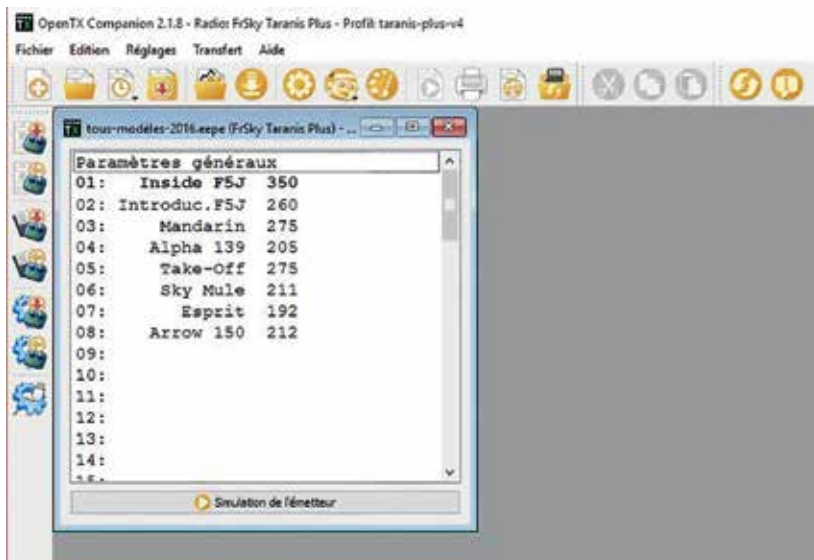 OpenTX Companion 2.1.8 - Radio: FrSky Taranis Plus - Profil: taranis-plus-v4
Fichier Edition Réglages Transfert Aide
tous-modèles-2016.eepe (FrSky Taranis Plus) - ...
Paramètres généraux
01: Inside F5J 350
02: Introduc.F5J 260
03: Mandarin 275
04: Alpha 139 205
05: Take-Off 275
06: Sky Mule 211
07: Esprit 192
08: Arrow 150 212
09:
10:
11:
12:
13:
14:
15:
Simulation de l'émetteur